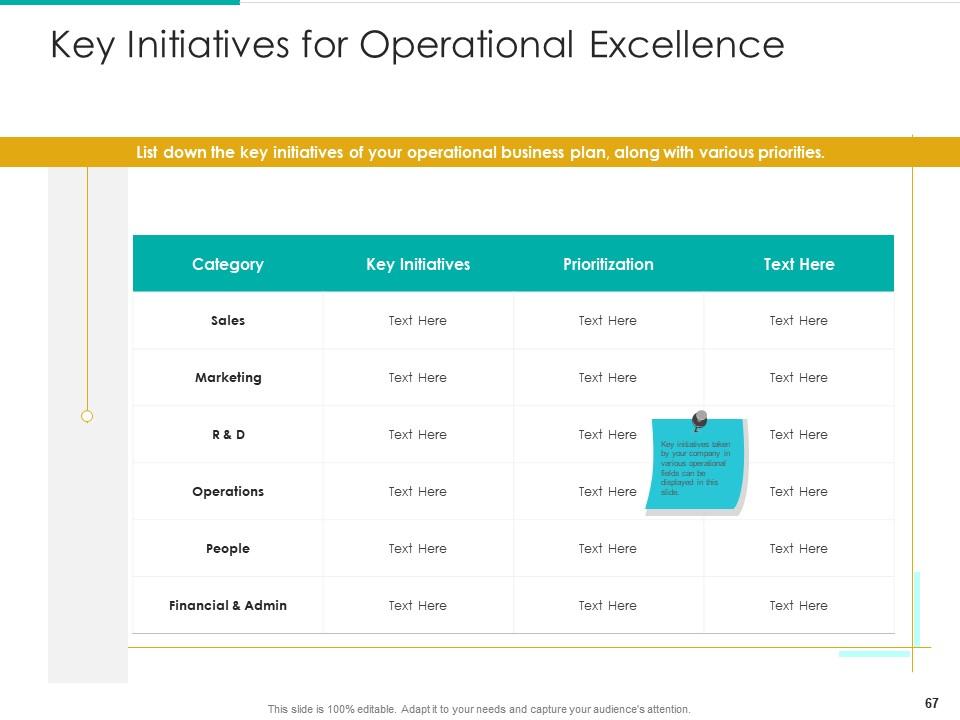 Key Initiatives for Operational Excellence
List down the key initiatives of your operational business plan, along with various priorities.
Category Key Initiatives Prioritization Text Here
Sales Text Here Text Here Text Here
Marketing Text Here Text Here Text Here
R & D Text Here Text Here Text Here
Key initiatives taken
by your company in
various operational
fields can be
displayed in this
slide.
Operations Text Here Text Here Text Here
People Text Here Text Here Text Here
Financial & Admin Text Here Text Here Text Here
This slide is 100% editable. Adapt it to your needs and capture your audience's attention.
67